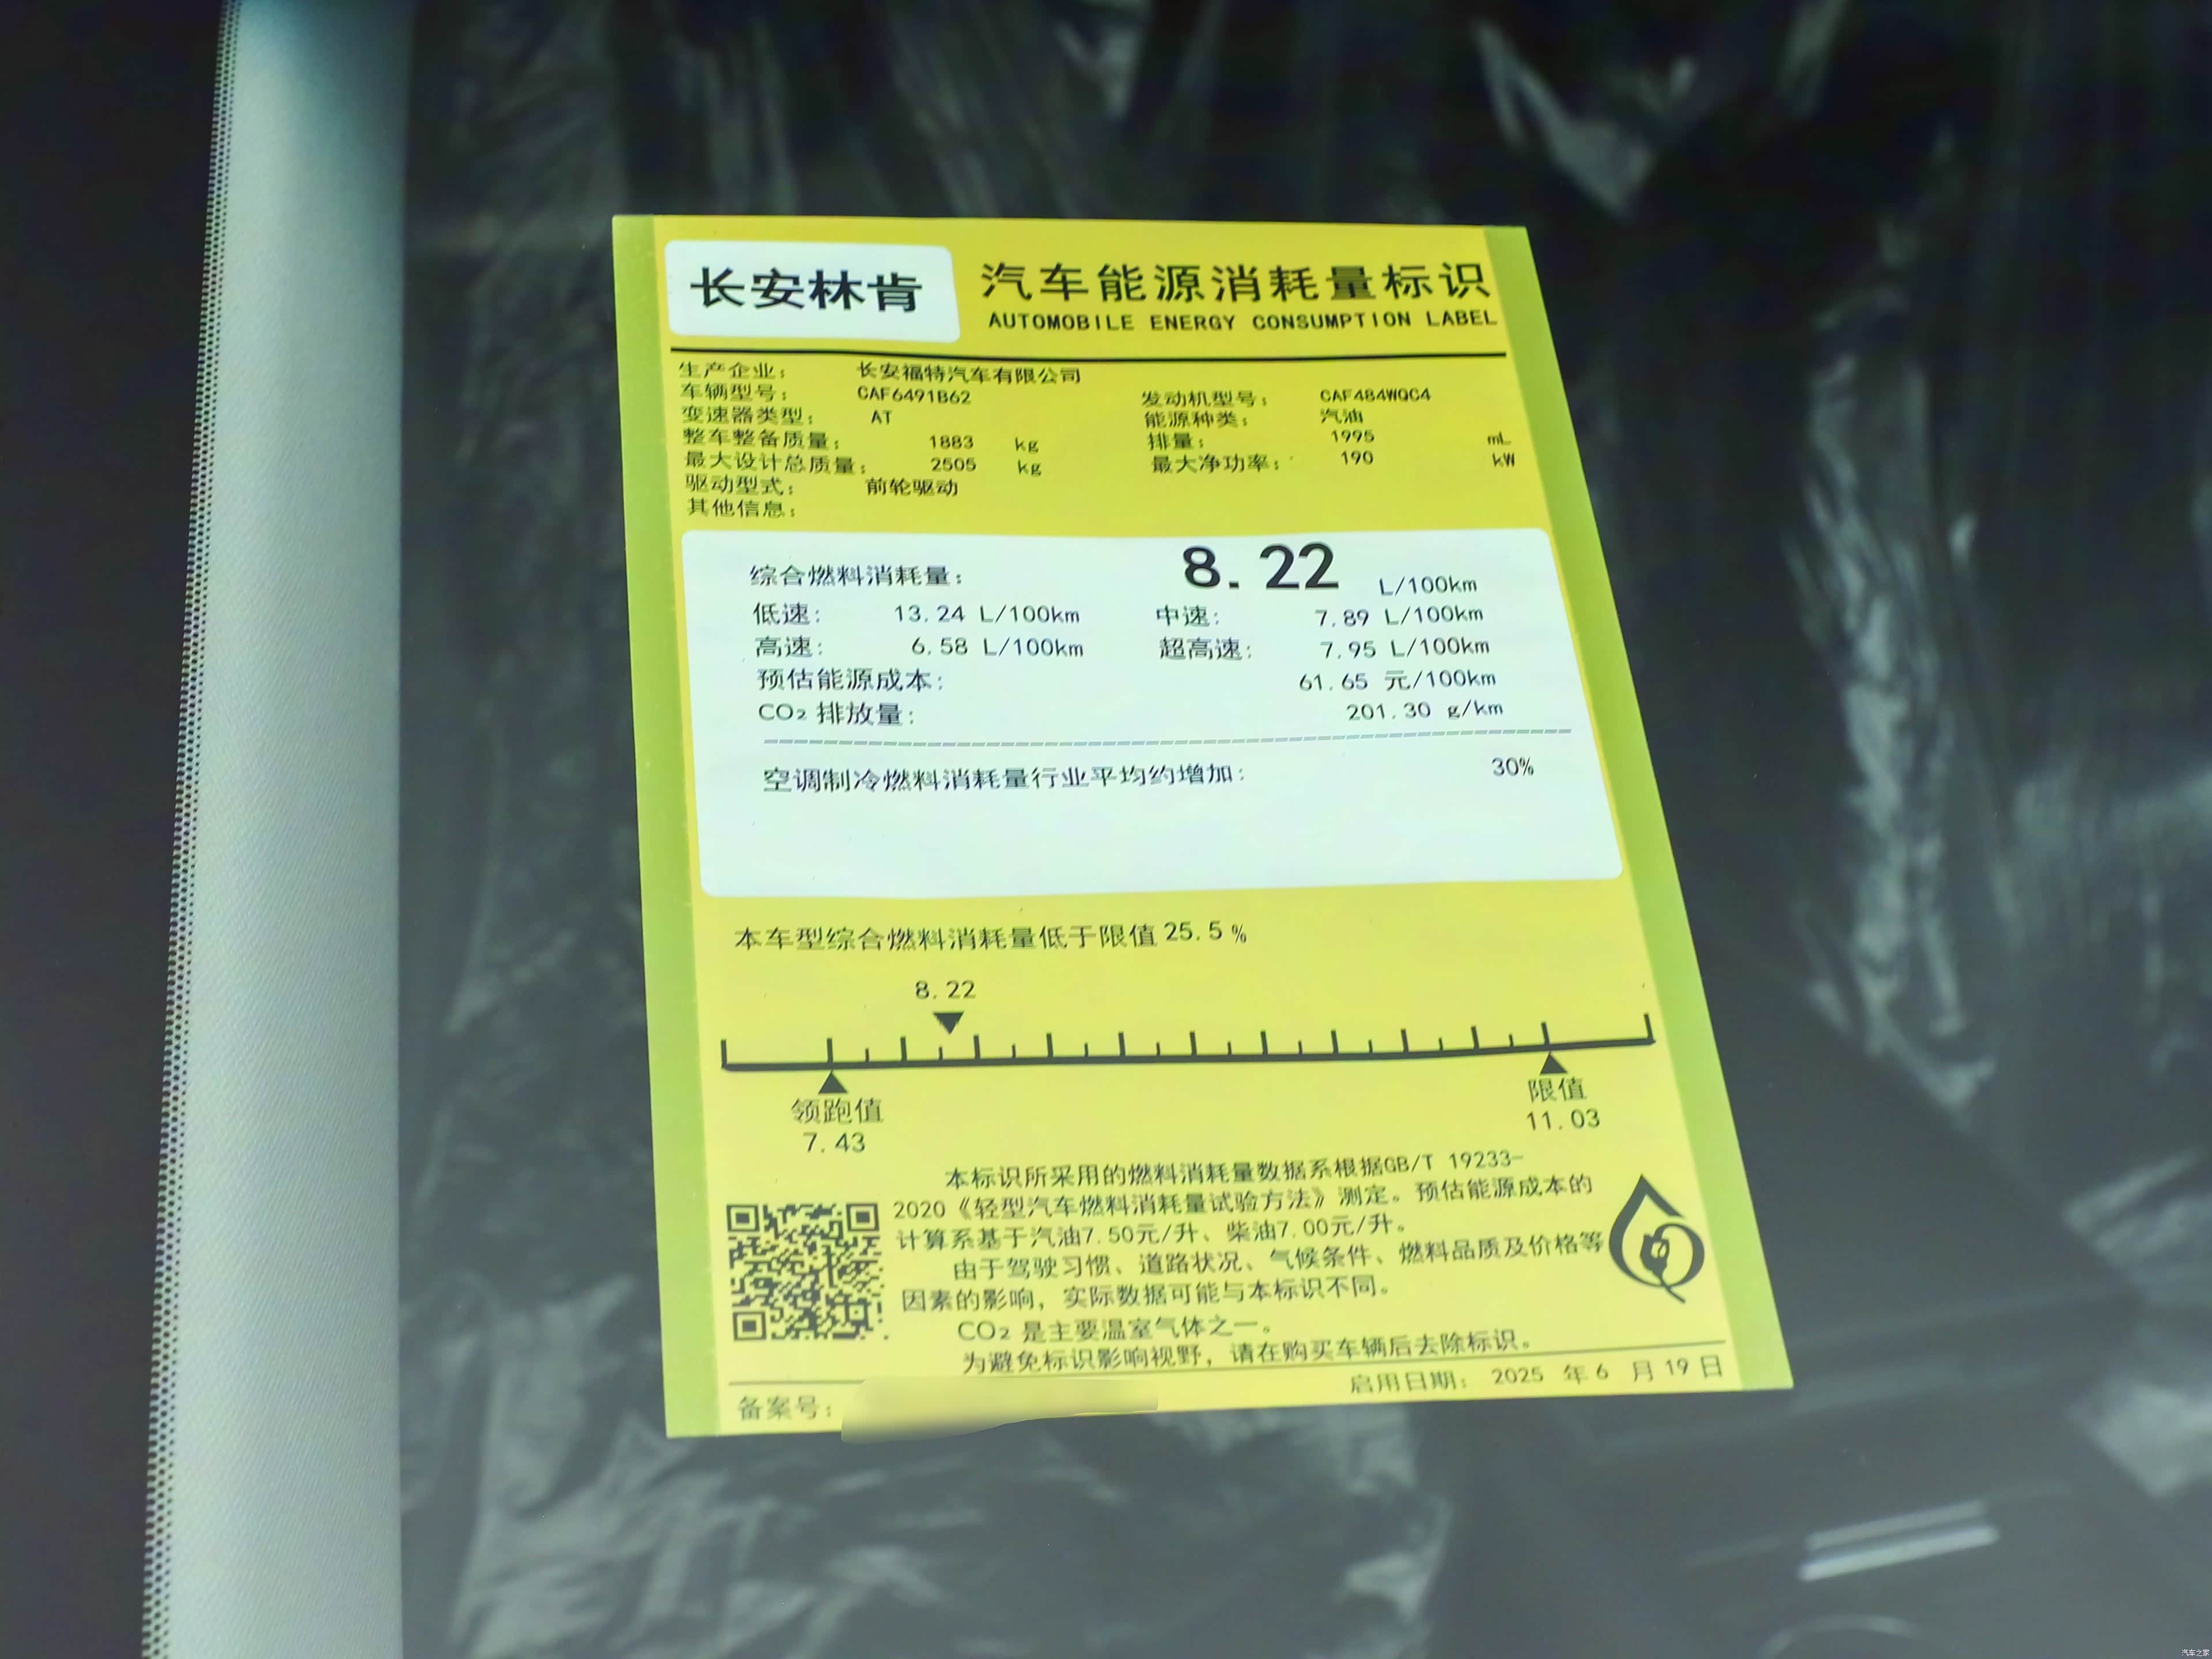 长安林肯 汽车能源消耗量标识
AUTOMOBILE ENERGY CONSUMPTION LABEL
生产企业: 长安福特汽车有限公司
车辆型号: CAF6491B62 发动机型号: CAF484WQC4
变速器类型: AT 能源种类: 汽油
整车整备质量: 1883 kg 排量: 1995 mL
最大设计总质量: 2505 kg 最大净功率: 190 kW
驱动型式: 前轮驱动
其他信息:
综合燃料消耗量: 8.22 L/100km
低速: 13.24 L/100km 中速: 7.89 L/100km
高速: 6.58 L/100km 超高速: 7.95 L/100km
预估能源成本: 61.65 元/100km
CO₂ 排放量: 201.30 g/km
空调制冷燃料消耗量行业平均约增加: 30%
本车型综合燃料消耗量低于限值 25.5 %
8.22
领跑值 限值
7.43 11.03
本标识所采用的燃料消耗量数据系根据GB/T 19233-
2020《轻型汽车燃料消耗量试验方法》测定。预估能源成本的
计算系基于汽油7.50元/升、柴油7.00元/升。
由于驾驶习惯、道路状况、气候条件、燃料品质及价格等
因素的影响，实际数据可能与本标识不同。
CO₂ 是主要温室气体之一。
为避免标识影响视野，请在购买车辆后去除标识。
备案号: 启用日期: 2025 年 6 月 19 日
汽车之家